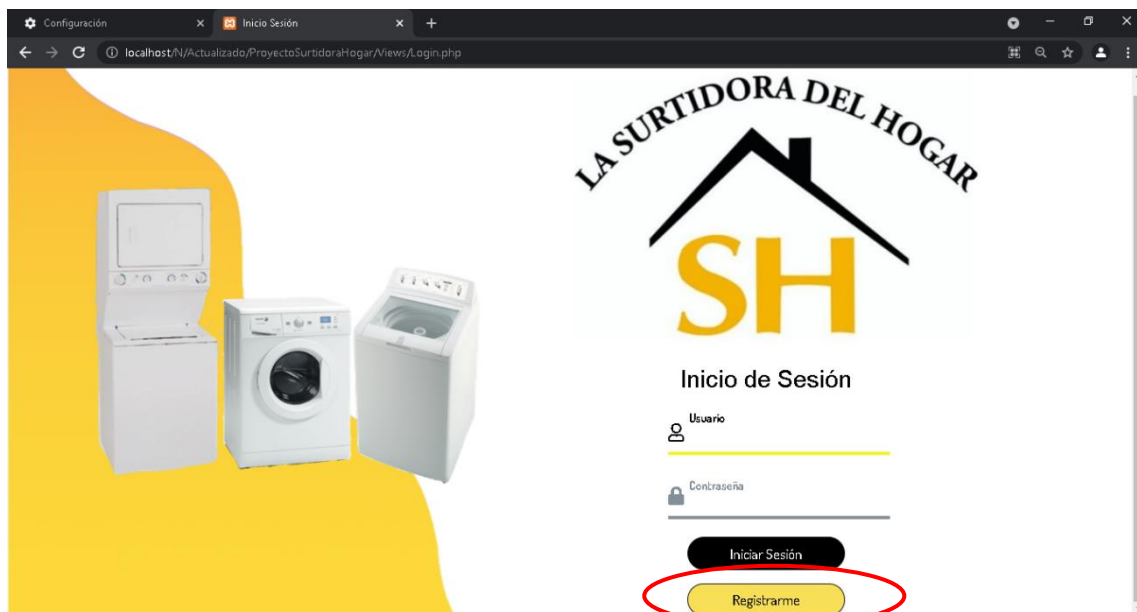 Configuración
Inicio Sesión
localhost/N/Actualizado/ProyectoSurtidoraHogar/Views/Login.php
LA SURTIDORA DEL HOGAR
SH
Inicio de Sesión
Usuario
Contraseña
Iniciar Sesión
Registrarme